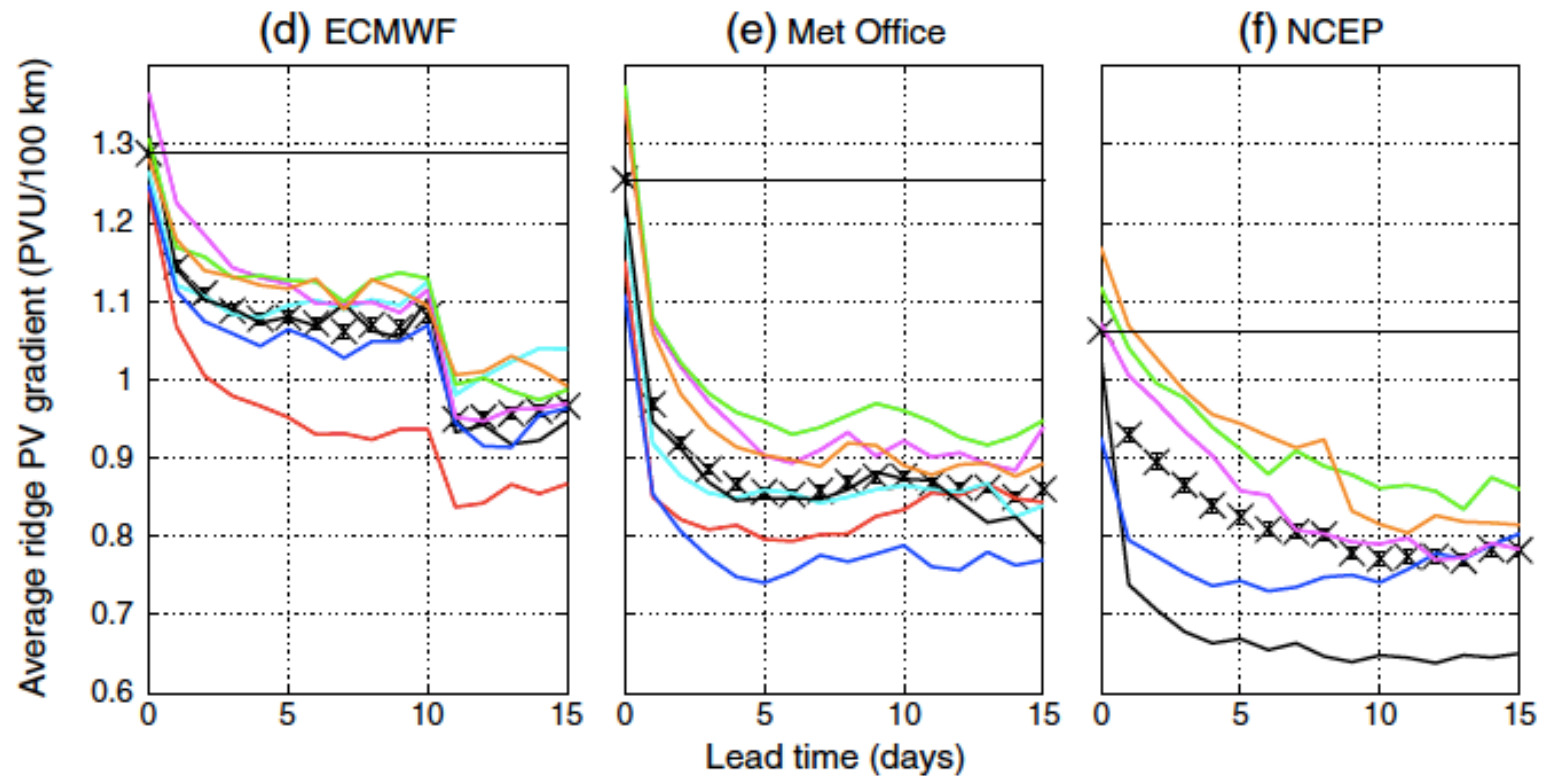 (d) ECMWF
(e) Met Office
(f) NCEP
Average ridge PV gradient (PVU/100 km)
1.3
1.2
1.1
1
0.9
0.8
0.7
0.6
0 5 10 15
0 5 10 15
0 5 10 15
Lead time (days)